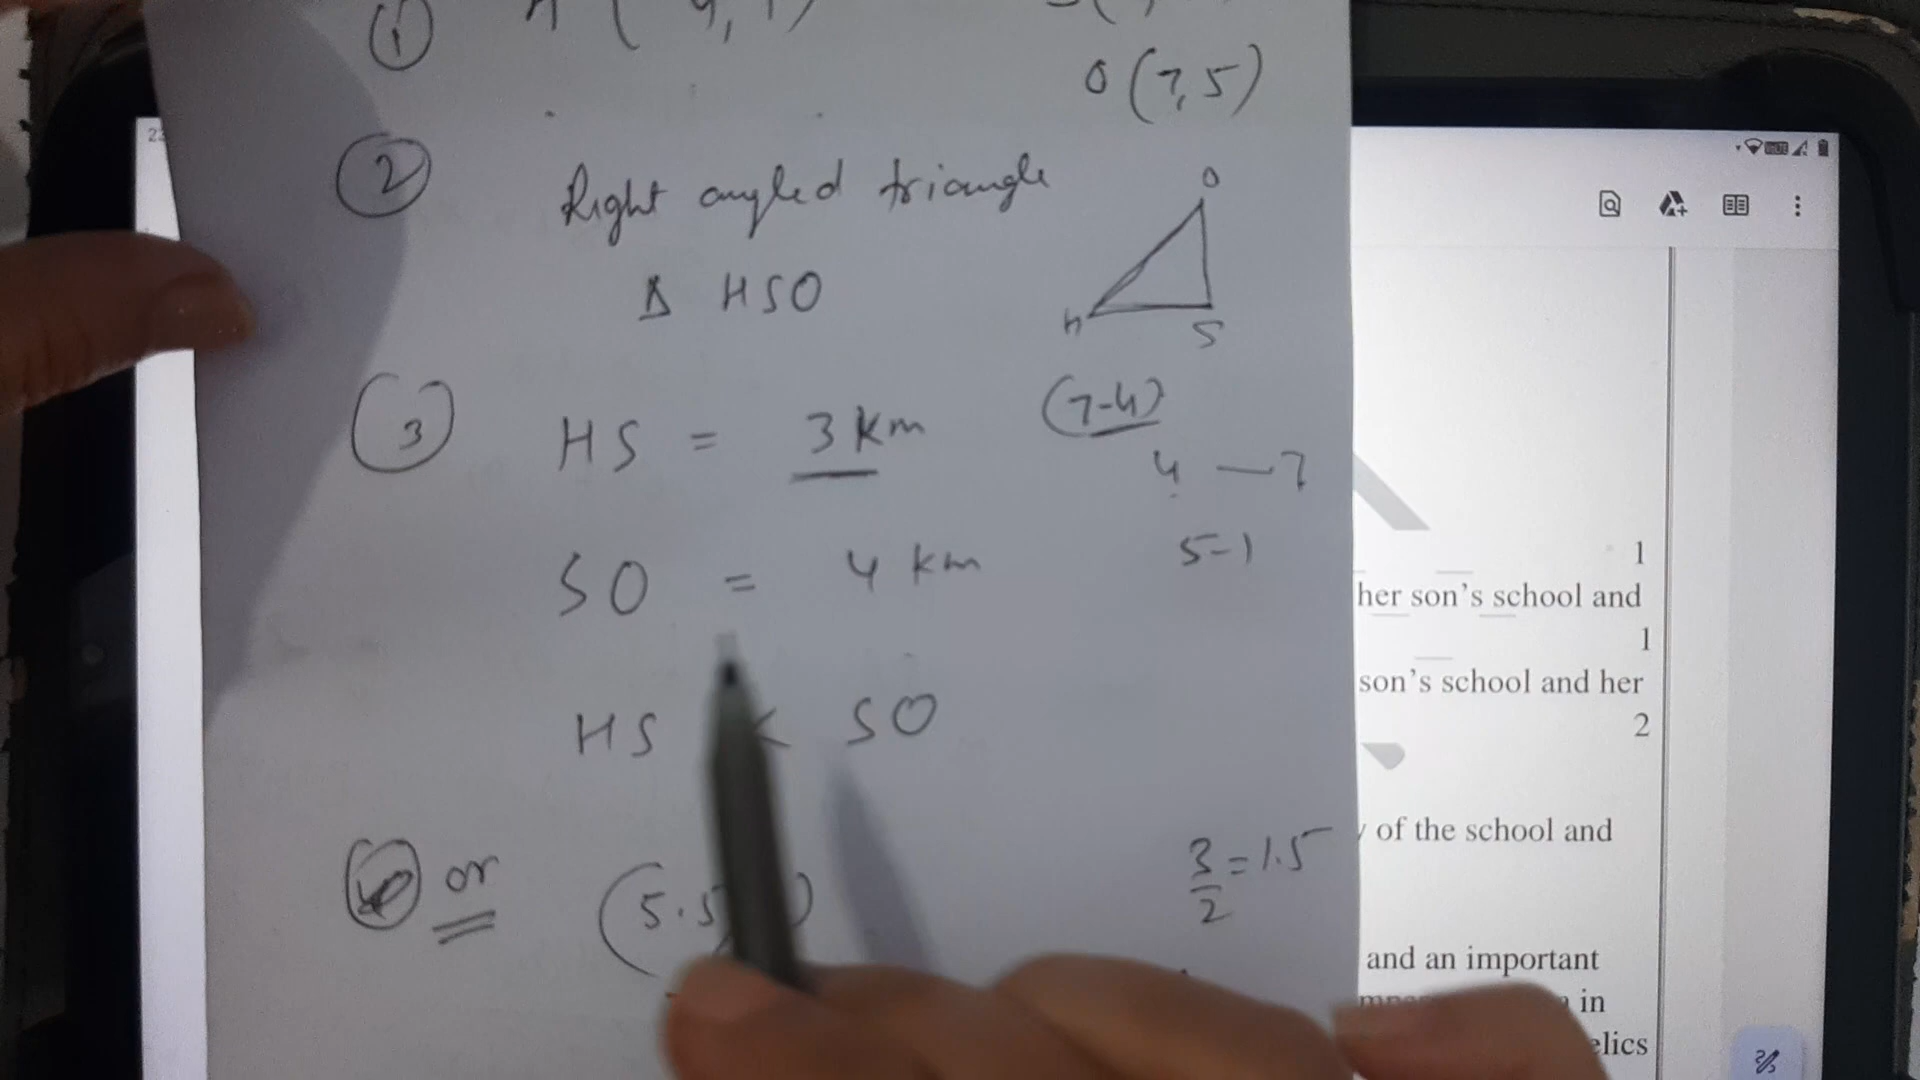 ①
O (7,5)
② Right angled triangle
Δ HSO
O
H
S
③ HS = 3 km
(7-4)
4 — 7
SO = 4 km
5-1
HS < SO
or
3/2 = 1.5
1
her son's school and
1
son's school and her
2
of the school and
and an important
in